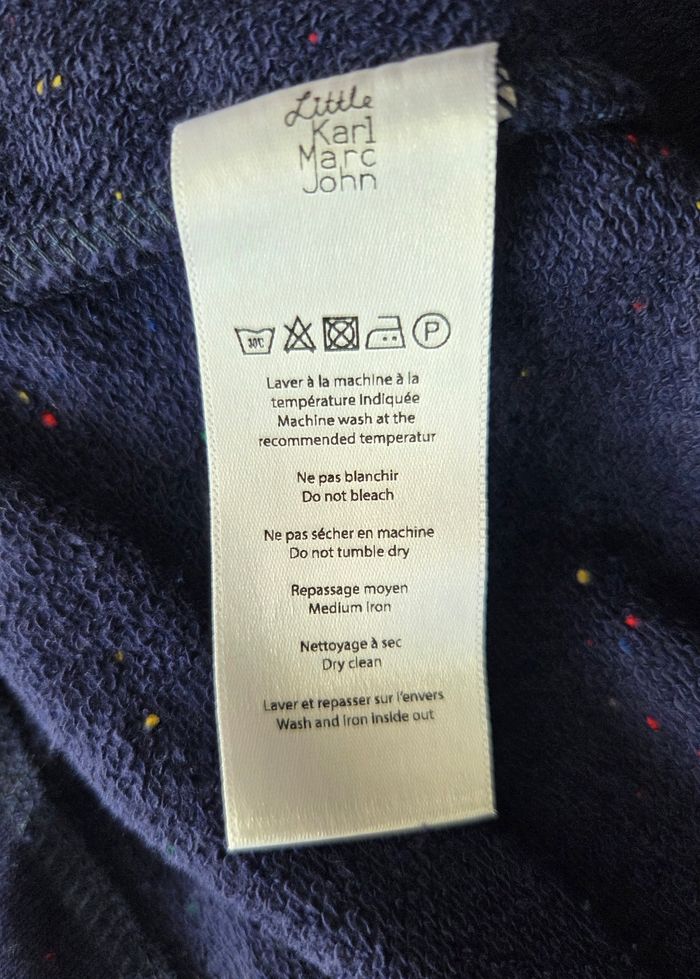 Little
Karl
Marc
John
30C P
Laver à la machine à la
température indiquée
Machine wash at the
recommended temperatur
Ne pas blanchir
Do not bleach
Ne pas sécher en machine
Do not tumble dry
Repassage moyen
Medium iron
Nettoyage à sec
Dry clean
Laver et repasser sur l'envers
Wash and iron inside out